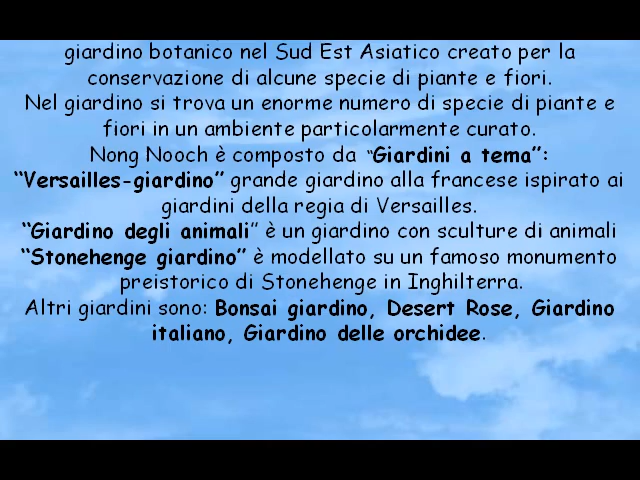 giardino botanico nel Sud Est Asiatico creato per la
conservazione di alcune specie di piante e fiori.
Nel giardino si trova un enorme numero di specie di piante e
fiori in un ambiente particolarmente curato.
Nong Nooch è composto da "Giardini a tema":
"Versailles-giardino" grande giardino alla francese ispirato ai
giardini della regia di Versailles.
"Giardino degli animali" è un giardino con sculture di animali
"Stonehenge giardino" è modellato su un famoso monumento
preistorico di Stonehenge in Inghilterra.
Altri giardini sono: Bonsai giardino, Desert Rose, Giardino
italiano, Giardino delle orchidee.